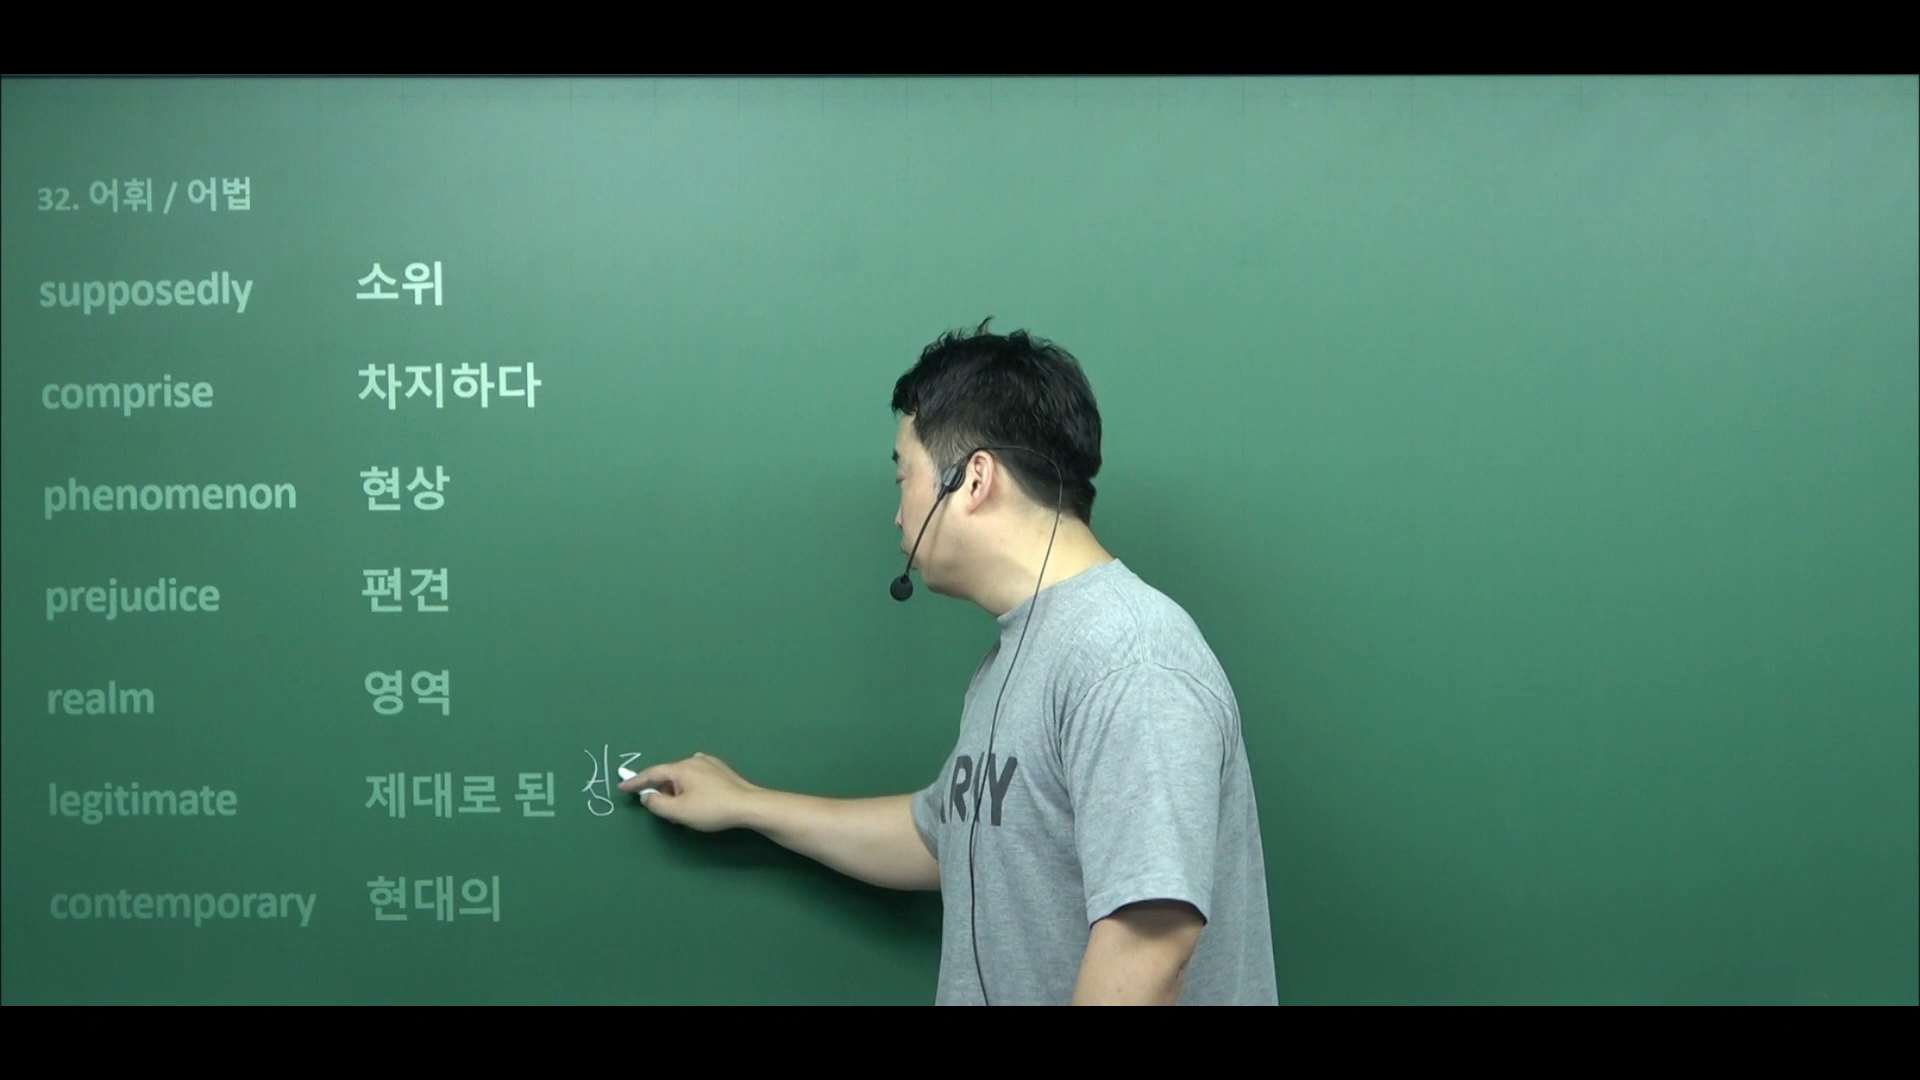 32. 어휘 / 어법
supposedly 소위
comprise 차지하다
phenomenon 현상
prejudice 편견
realm 영역
legitimate 제대로 된 정
contemporary 현대의